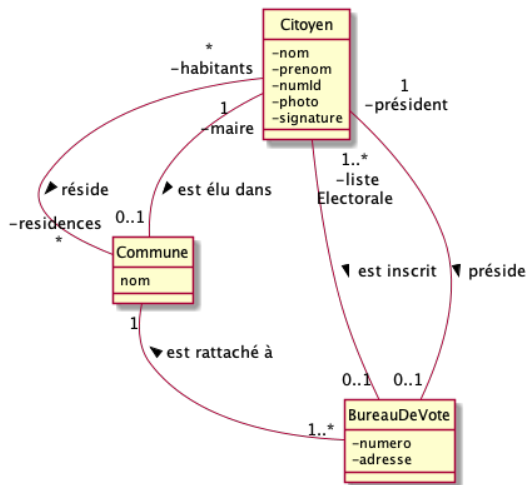 Citoyen
-nom
-prenom
-numId
-photo
-signature
*
-habitants
1
-maire
1
-président
1..*
-liste
Electorale
réside
est élu dans
-residences
*
0..1
Commune
nom
est inscrit
préside
1
est rattaché à
0..1
0..1
1..*
BureauDeVote
-numero
-adresse